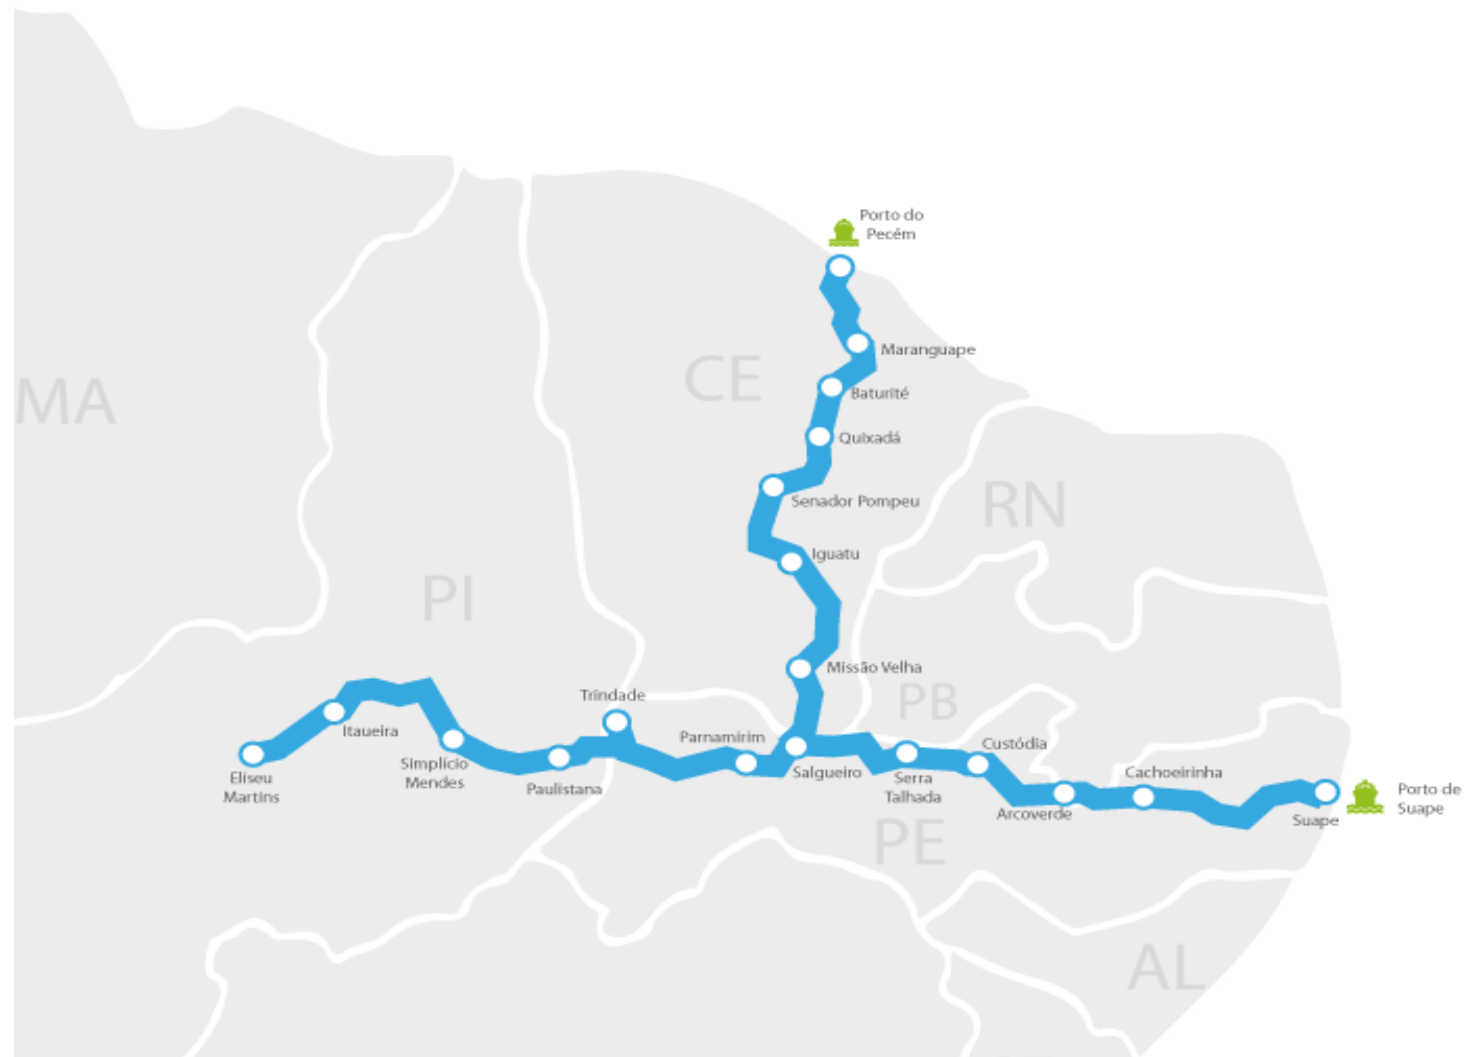 Porto do
Pecém
Maranguape
CE
MA
Baturité
Quixadá
RN
Senador Pompeu
Iguatu
PI
Missão Velha
Trindade
PB
Itaueira
Parnamirim
Custódia
Simplício
Mendes
Salgueiro
Serra
Talhada
Cachoeirinha
Eliseu
Martins
Paulistana
Arcoverde
Suape
Porto de
Suape
PE
AL